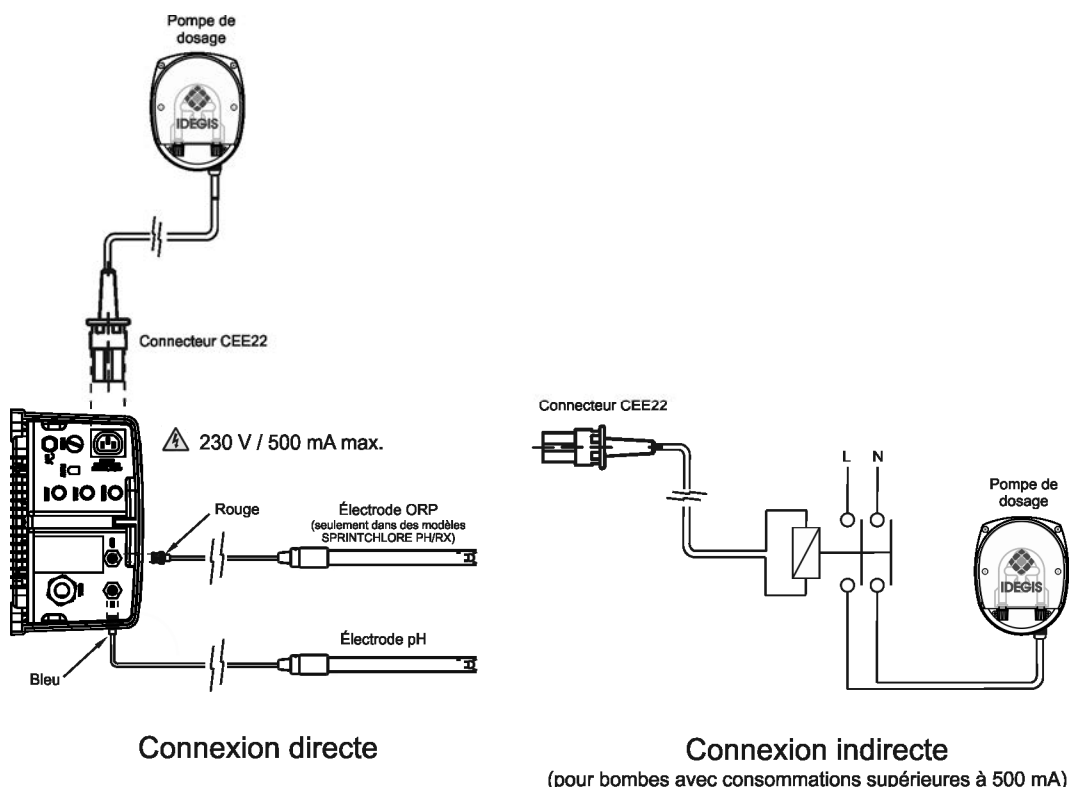 Pompe de
dosage
IDEGIS
Connecteur CEE22
230 V / 500 mA max.
Rouge
Électrode ORP
(seulement dans des modèles
SPRINTCHLORE PH/RX)
Électrode pH
Bleu
Connexion directe
Connecteur CEE22
L N
Pompe de
dosage
IDEGIS
Connexion indirecte
(pour bombes avec consommations supérieures à 500 mA)